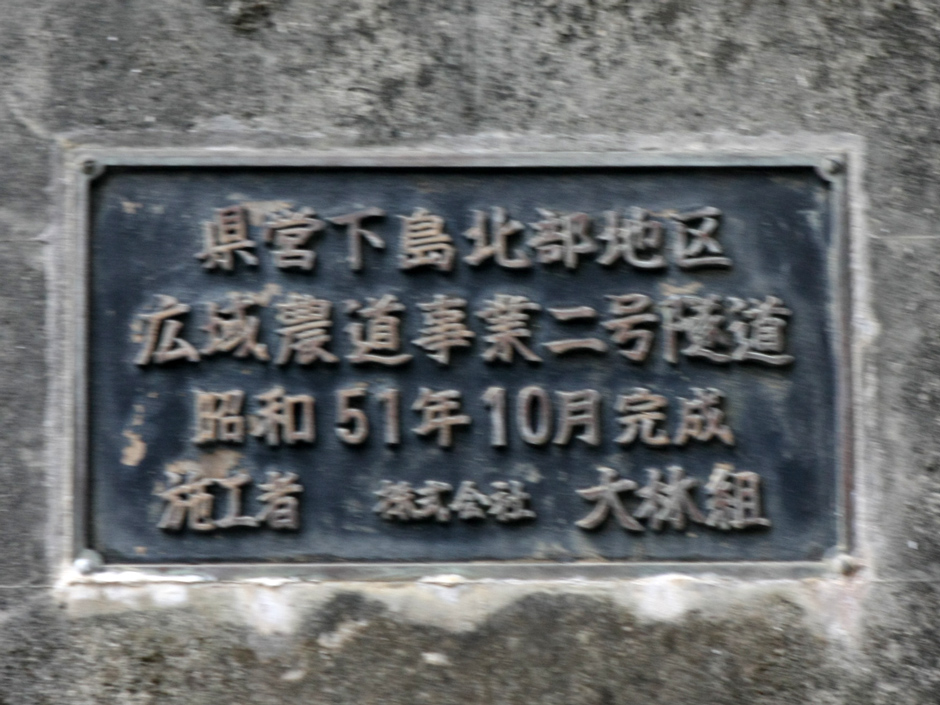 県営下島北部地区
広域農道事業二号隧道
昭和51年10月完成
施工者 株式会社 大林組